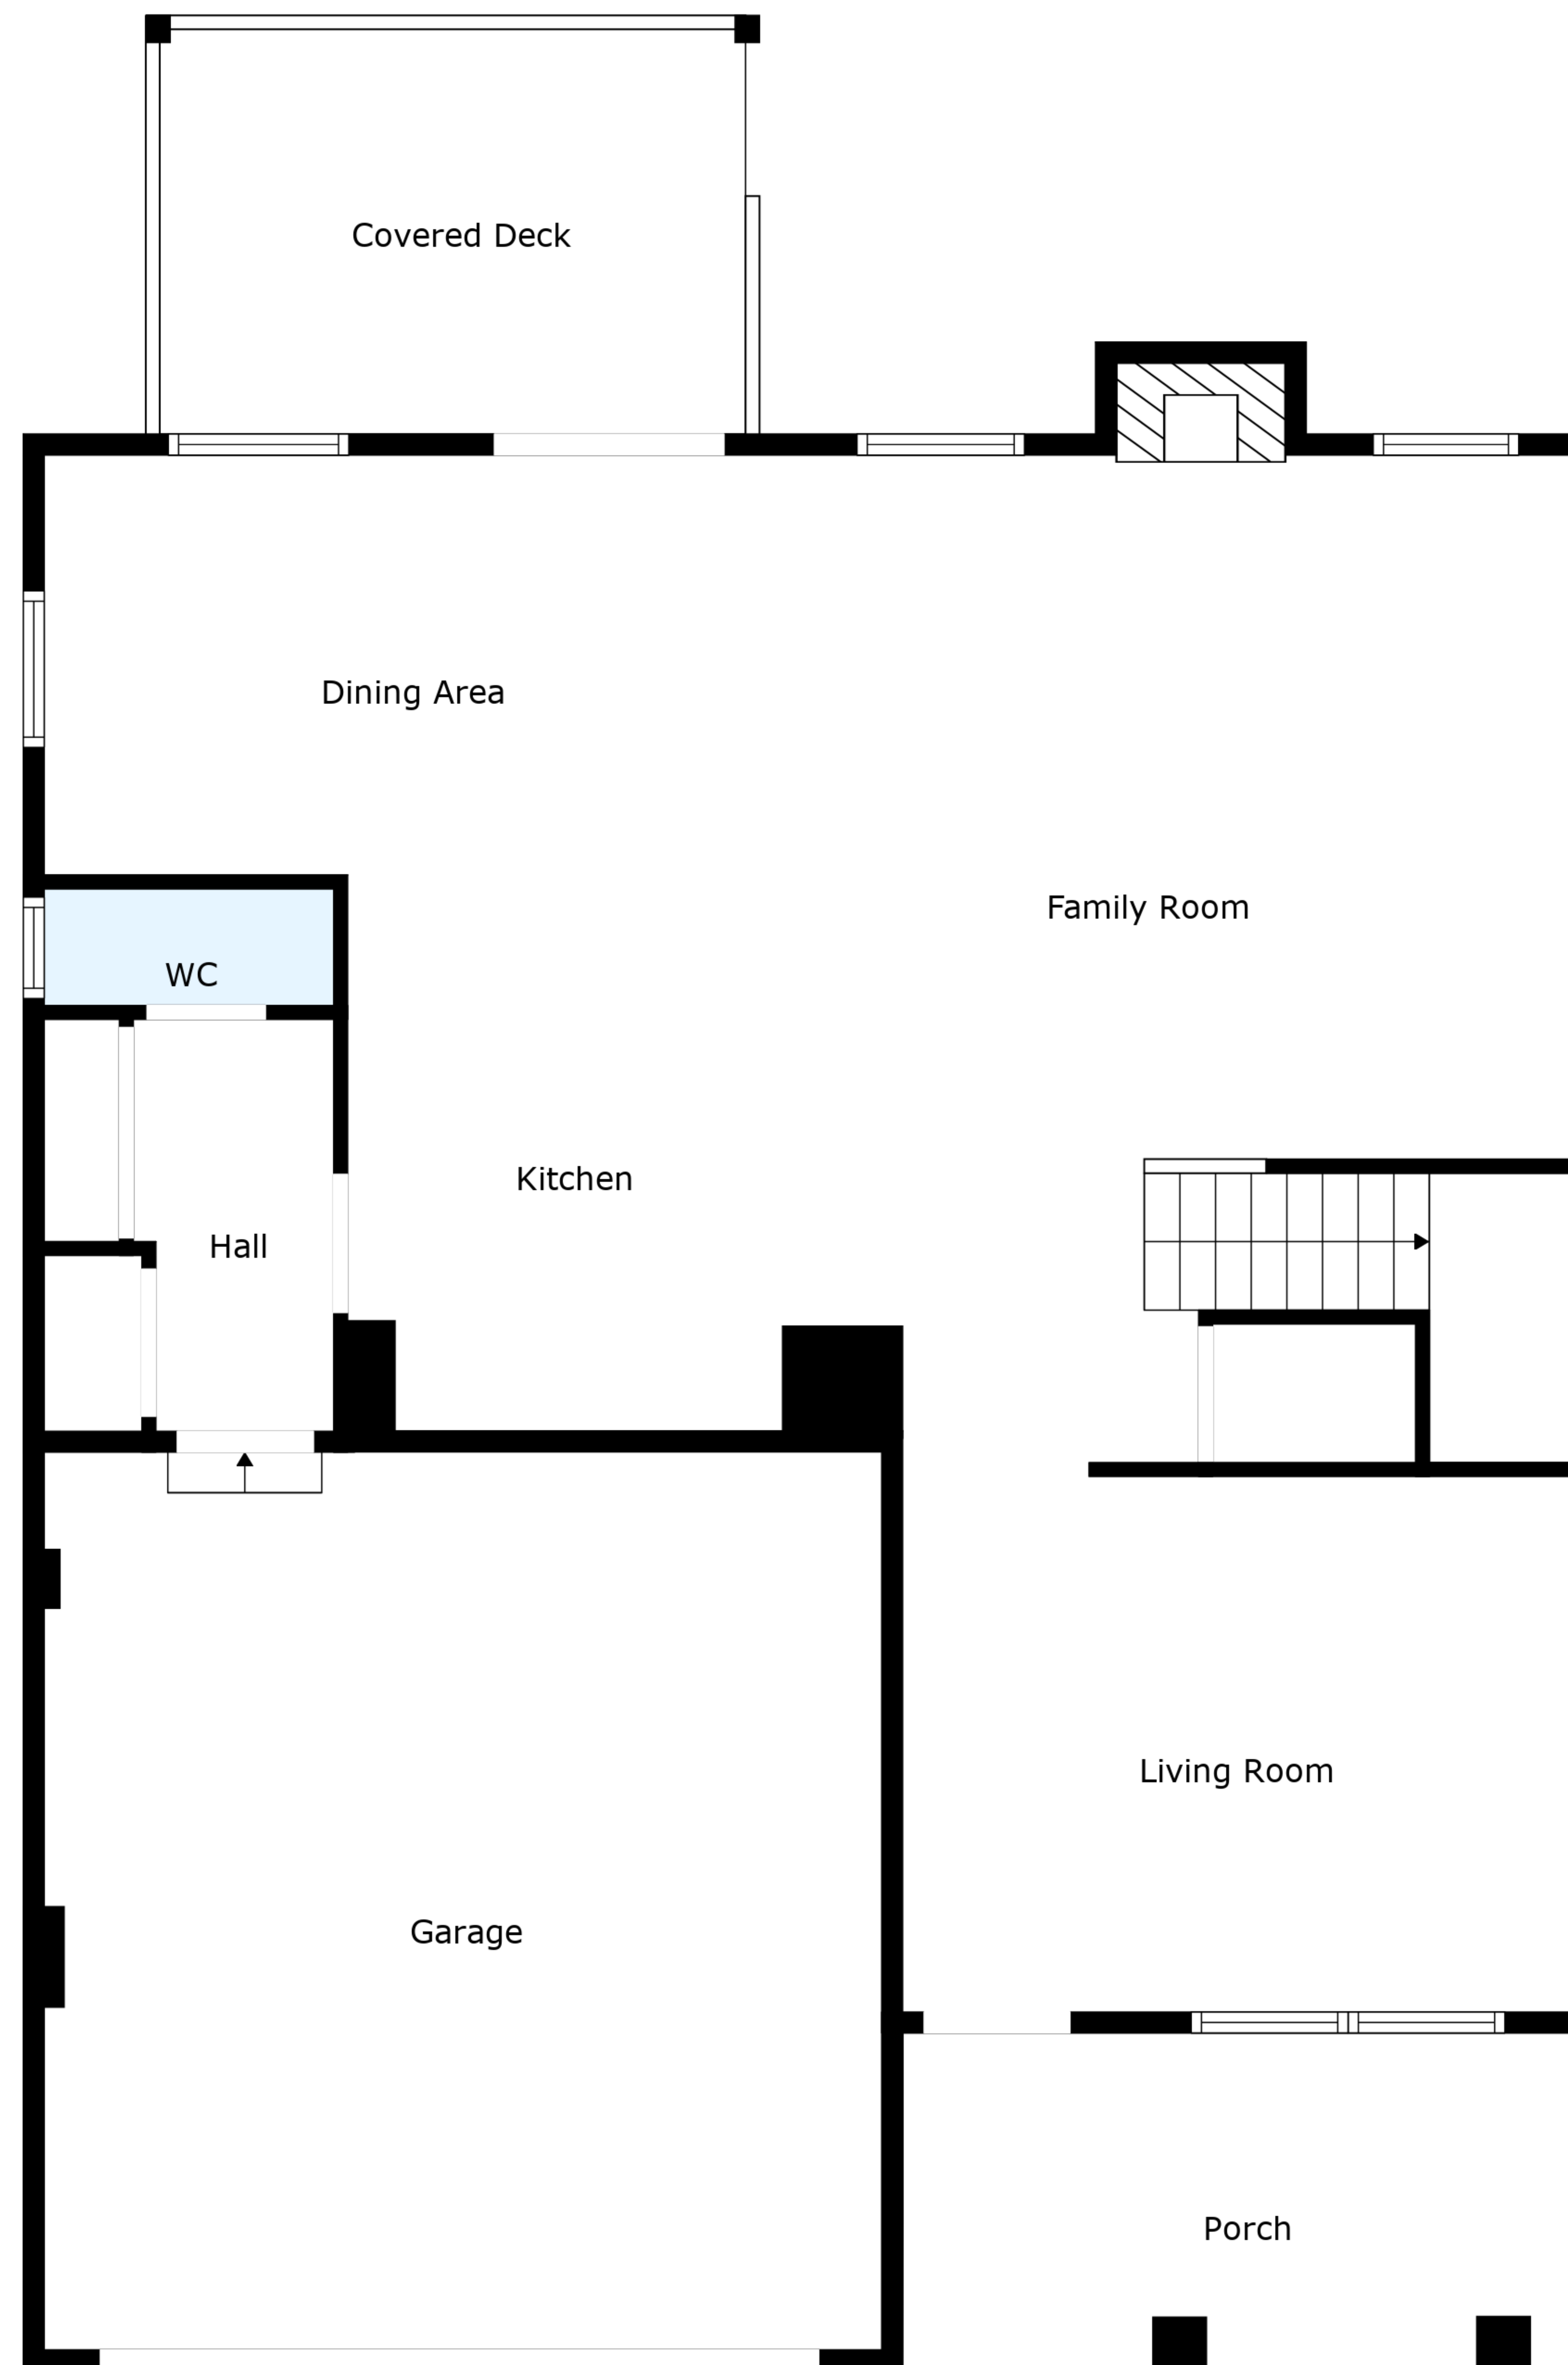 Covered Deck
Dining Area
Family Room
WC
Kitchen
Hall
Living Room
Garage
Porch